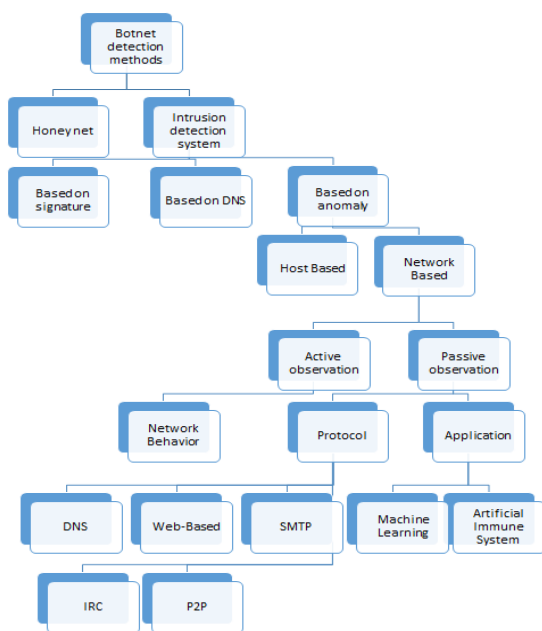 Botnet
detection
methods
Honey net
Intrusion
detection
system
Based on
signature
Based on DNS
Based on
anomaly
Host Based
Network
Based
Active
observation
Passive
observation
Network
Behavior
Protocol
Application
DNS
Web-Based
SMTP
Machine
Learning
Artificial
Immune
System
IRC
P2P